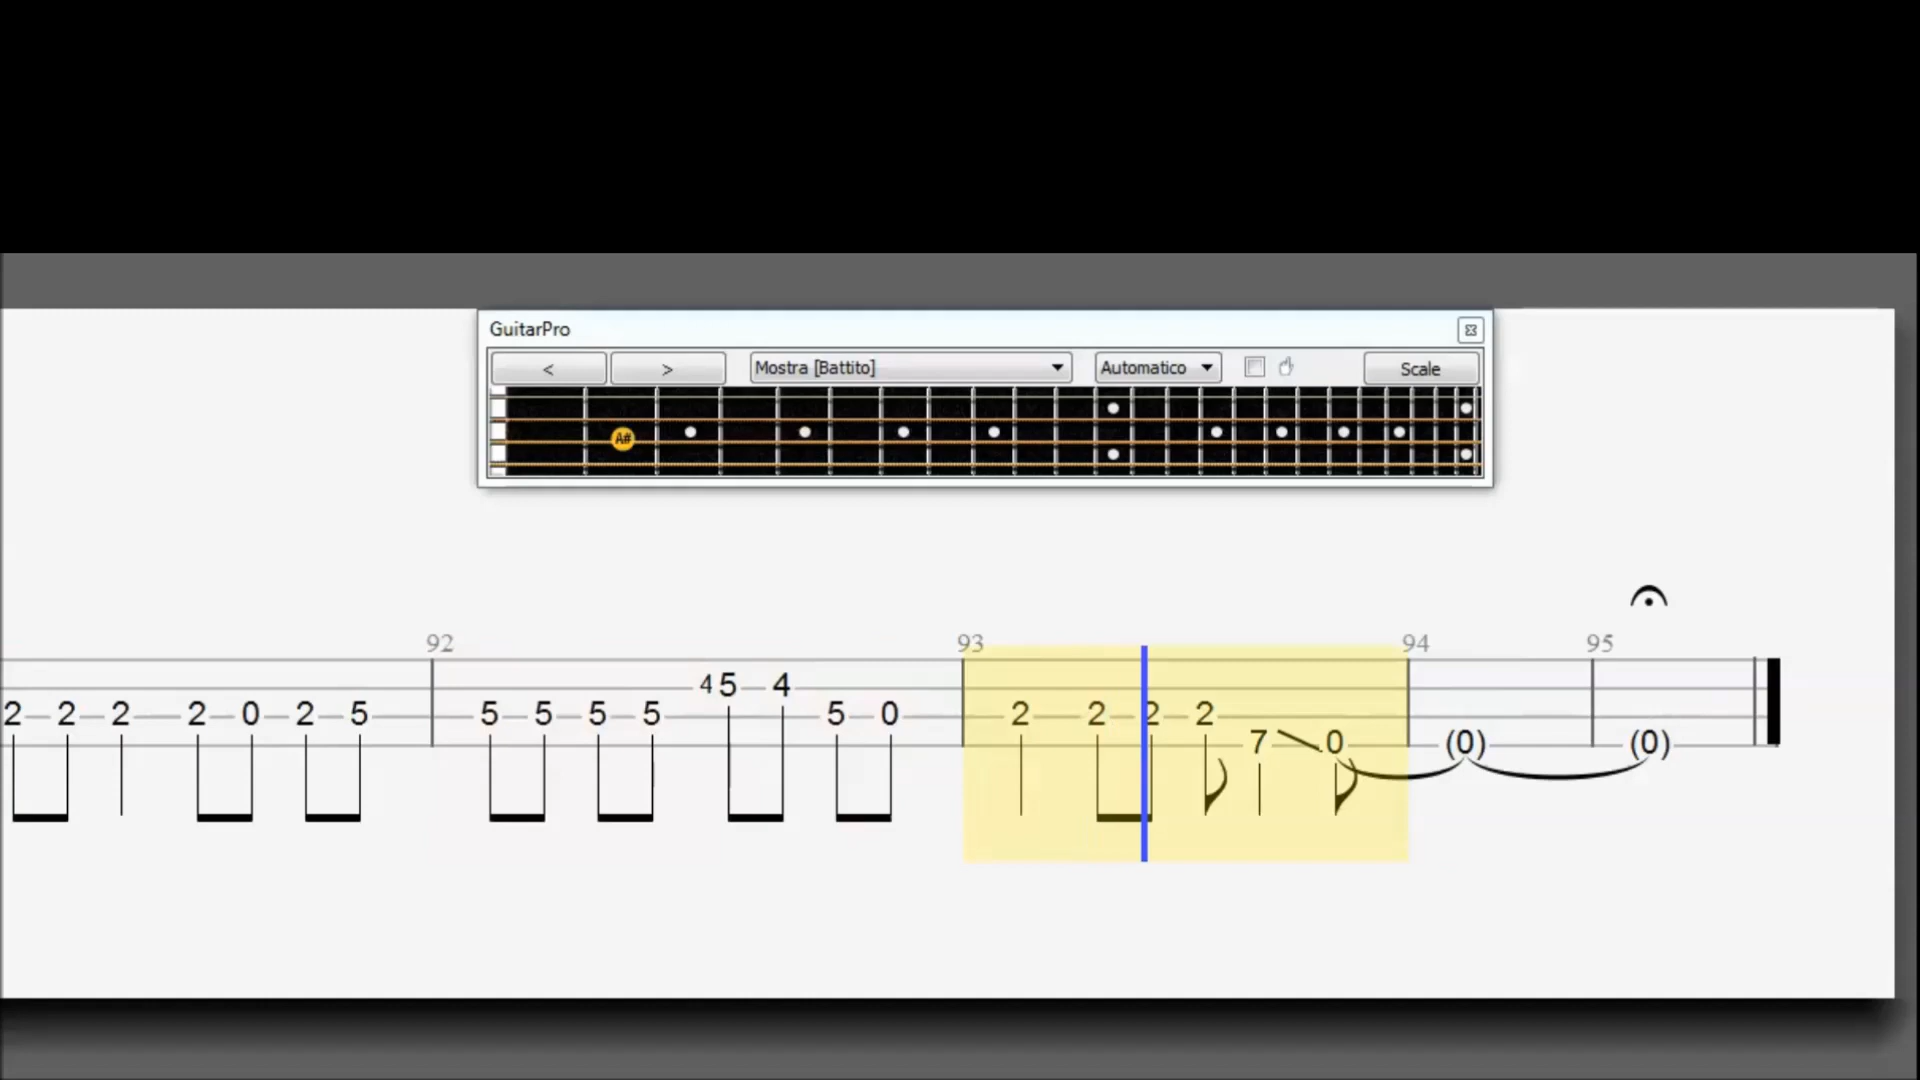 GuitarPro
< > Mostra [Battito] Automatico Scale
A#
92 93 94 95
4 5 4
2 2 2 2 0 2 5 5 5 5 5 5 0 2 2 2 2
7 0 (0) (0)